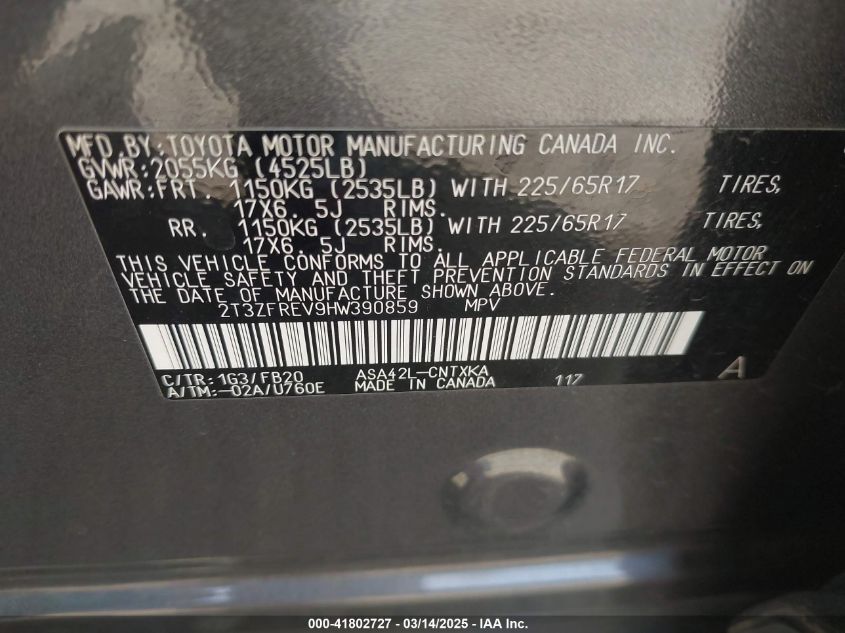 MFD. BY: TOYOTA MOTOR MANUFACTURING CANADA INC.
GVWR: 2055KG (4525LB)
GAWR: FRT. 1150KG (2535LB) WITH 225/65R17 TIRES,
17X6. 5J RIMS.
RR. 1150KG (2535LB) WITH 225/65R17 TIRES,
17X6. 5J RIMS.
THIS VEHICLE CONFORMS TO ALL APPLICABLE FEDERAL MOTOR
VEHICLE SAFETY AND THEFT PREVENTION STANDARDS IN EFFECT ON
THE DATE OF MANUFACTURE SHOWN ABOVE.
2T3ZFREV9HW390859 MPV
C/TR: 1G3/FB20 ASA42L-CNTXKA
A/TM: -02A/U760E MADE IN CANADA 117 A
000-41802727 - 03/14/2025 - IAA Inc.